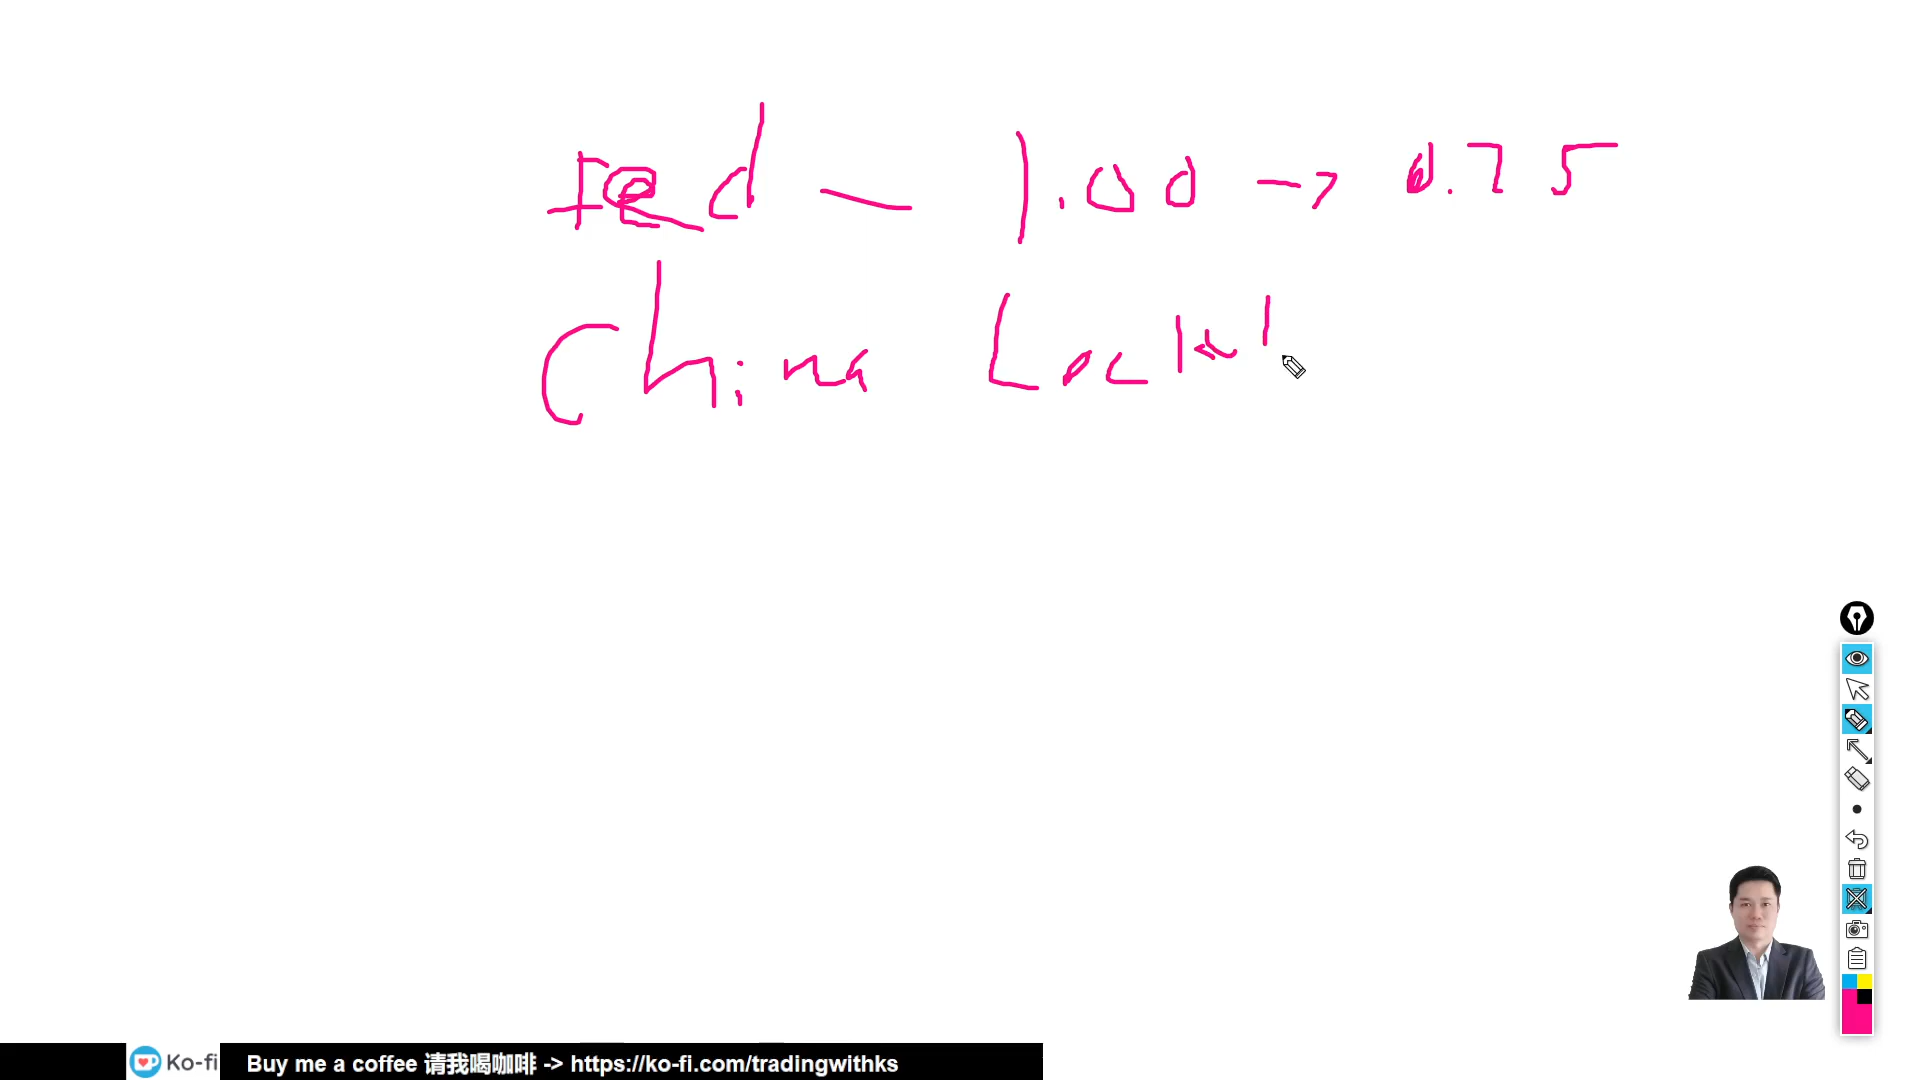 Fed — 1.00 -> 0.75
China Lock
Ko-fi Buy me a coffee 请我喝咖啡 -> https://ko-fi.com/tradingwithks